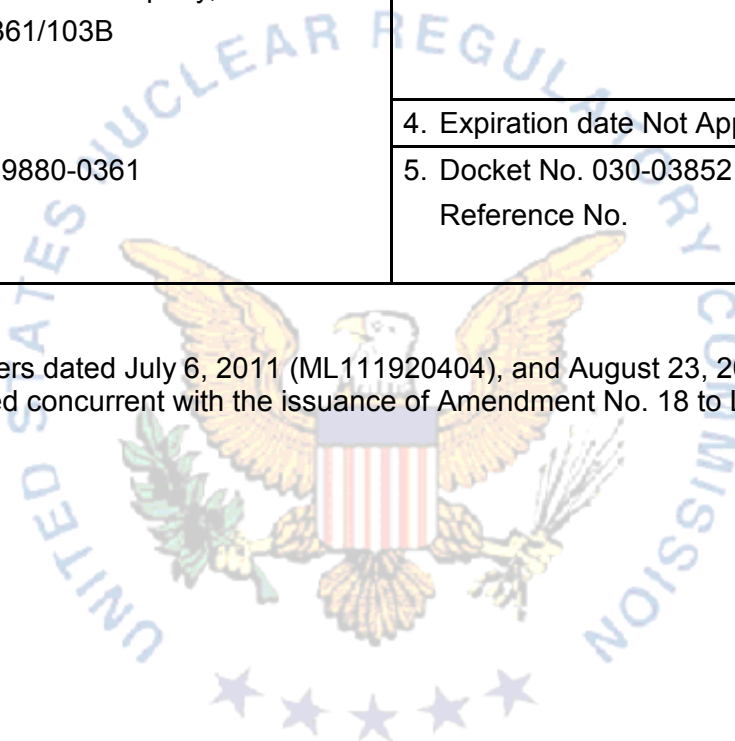 361/103B
4. Expiration date Not App
9880-0361
5. Docket No. 030-03852
Reference No.
ers dated July 6, 2011 (ML111920404), and August 23, 20
ed concurrent with the issuance of Amendment No. 18 to L
UNITED STATES NUCLEAR REGULATORY COMMISSION